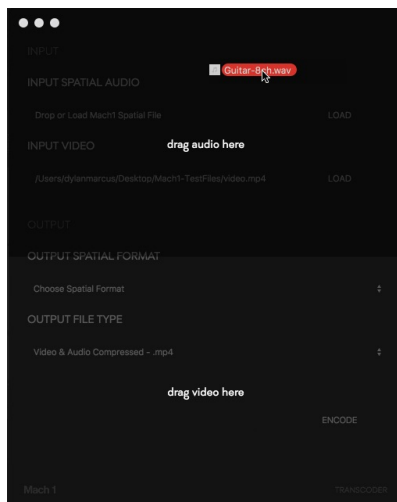 INPUT
Guitar-8ch.wav
INPUT SPATIAL AUDIO
Drop or Load Mach1 Spatial File LOAD
INPUT VIDEO
drag audio here
/Users/dylanmarcus/Desktop/Mach1-TestFiles/video.mp4 LOAD
OUTPUT
OUTPUT SPATIAL FORMAT
Choose Spatial Format
OUTPUT FILE TYPE
Video & Audio Compressed - .mp4
drag video here
ENCODE
Mach1 TRANSCODER